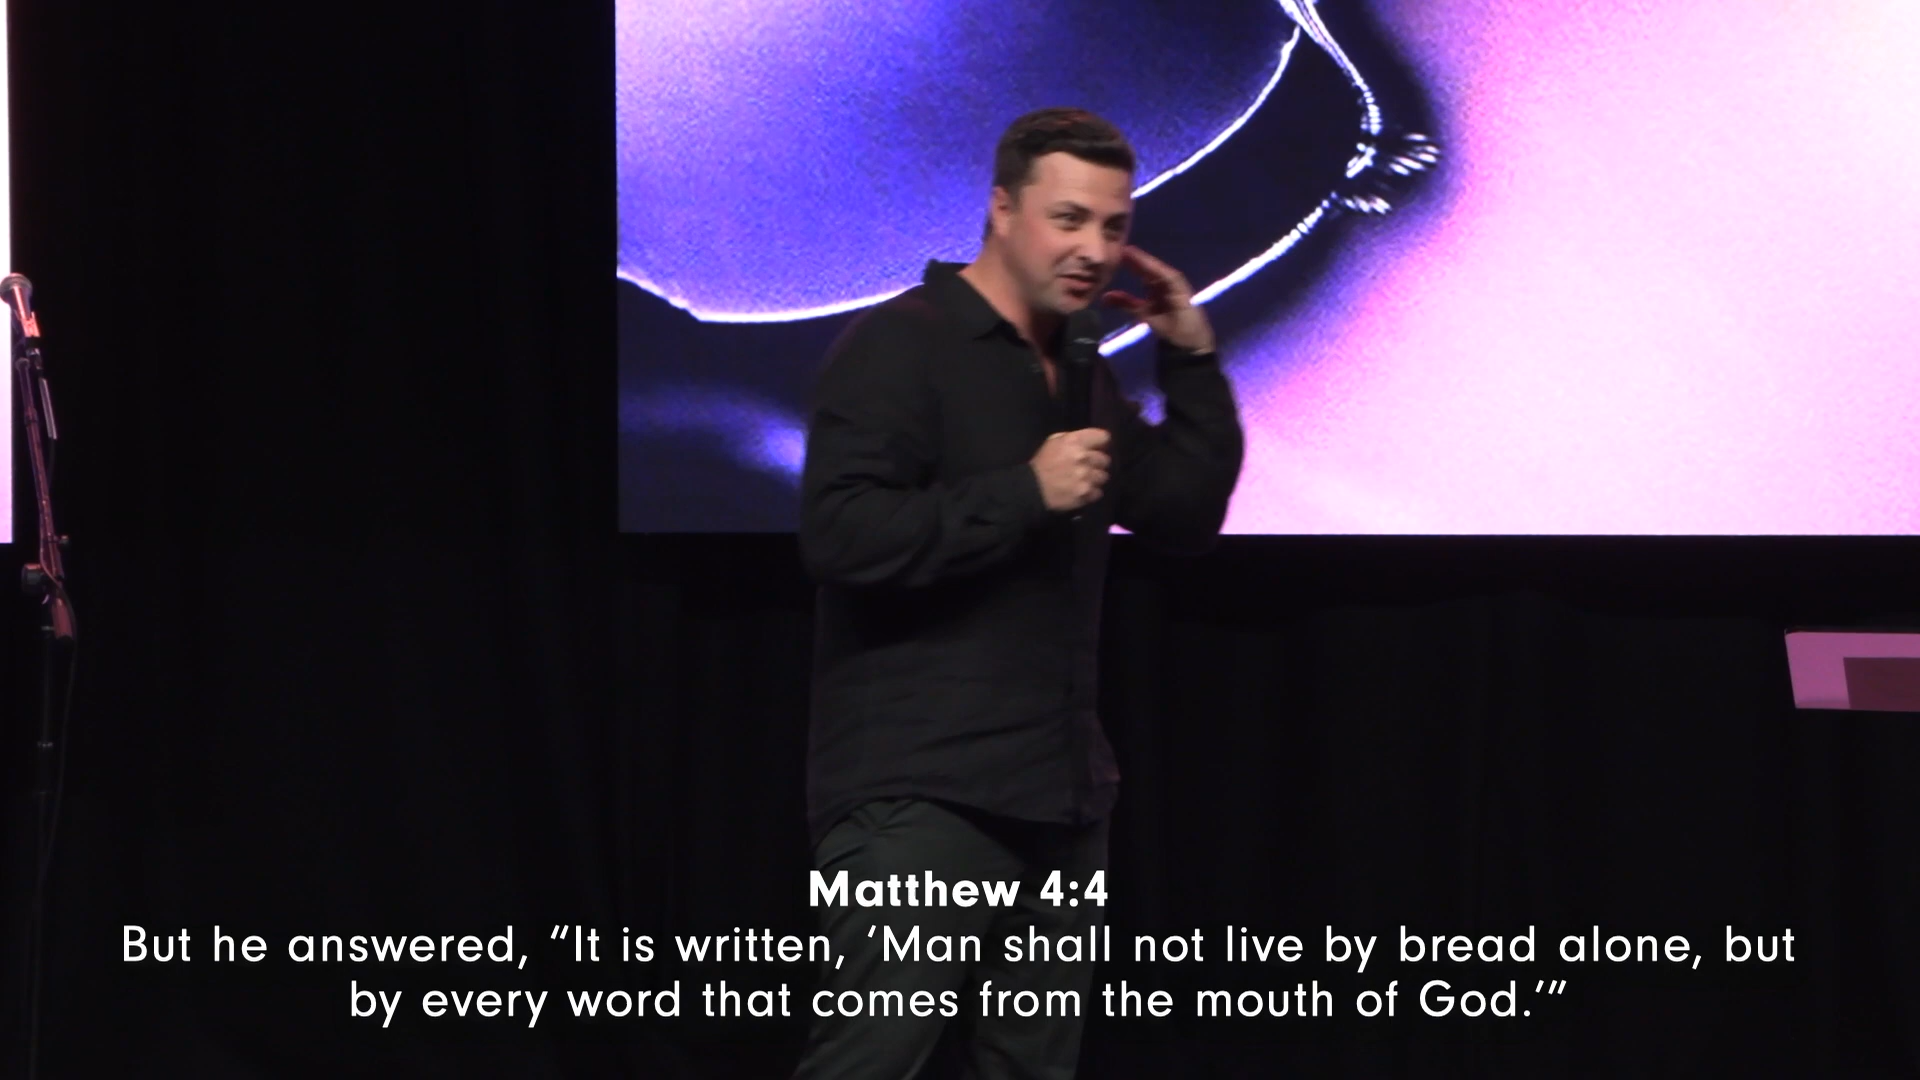 Matthew 4:4
But he answered, “It is written, ‘Man shall not live by bread alone, but
by every word that comes from the mouth of God.’”